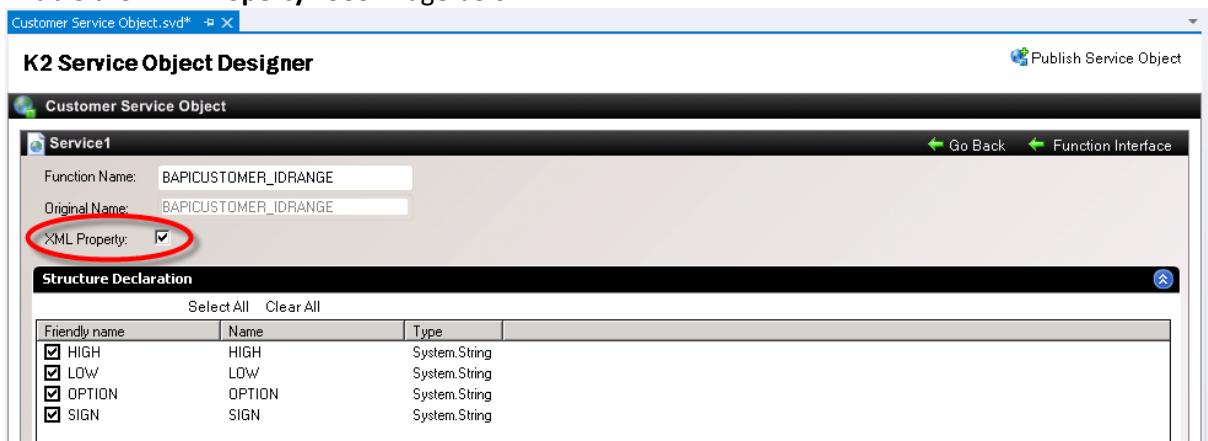 Customer Service Object.svd*
K2 Service Object Designer
Publish Service Object
Customer Service Object
Service1
Go Back
Function Interface
Function Name: BAPICUSTOMER_IDRANGE
Original Name: BAPICUSTOMER_IDRANGE
XML Property:
Structure Declaration
Select All Clear All
Friendly name Name Type
HIGH HIGH System.String
LOW LOW System.String
OPTION OPTION System.String
SIGN SIGN System.String